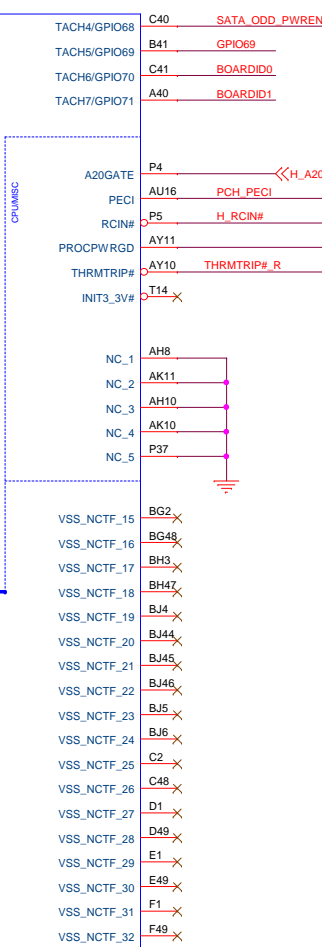 TACH4/GPIO68 C40 SATA_ODD_PWREN
TACH5/GPIO69 B41 GPIO69
TACH6/GPIO70 C41 BOARDID0
TACH7/GPIO71 A40 BOARDID1
CPU/MISC
A20GATE P4 H_A20
PECI AU16 PCH_PECI
RCIN# P5 H_RCIN#
PROCPWRGD AY11
THRMTRIP# AY10 THRMTRIP#_R
INIT3_3V# T14
NC_1 AH8
NC_2 AK11
NC_3 AH10
NC_4 AK10
NC_5 P37
VSS_NCTF_15 BG2
VSS_NCTF_16 BG48
VSS_NCTF_17 BH3
VSS_NCTF_18 BH47
VSS_NCTF_19 BJ4
VSS_NCTF_20 BJ44
VSS_NCTF_21 BJ45
VSS_NCTF_22 BJ46
VSS_NCTF_23 BJ5
VSS_NCTF_24 BJ6
VSS_NCTF_25 C2
VSS_NCTF_26 C48
VSS_NCTF_27 D1
VSS_NCTF_28 D49
VSS_NCTF_29 E1
VSS_NCTF_30 E49
VSS_NCTF_31 F1
VSS_NCTF_32 F49